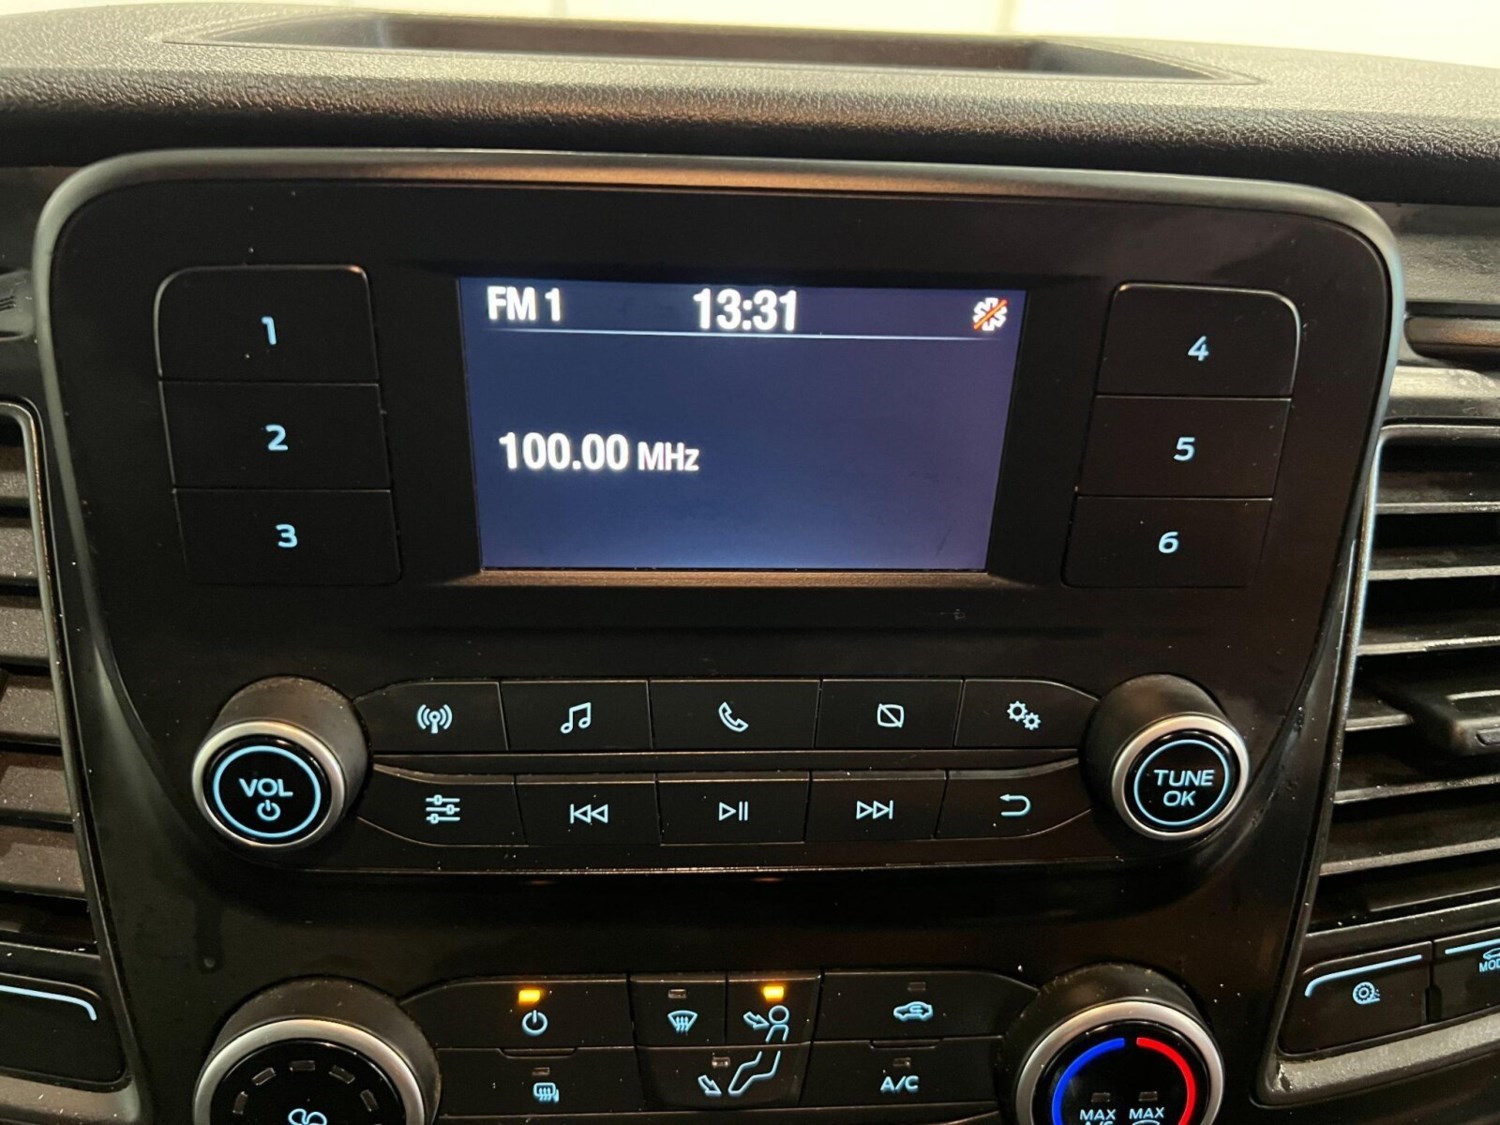 FM 1 13:31
100.00 MHz
1
2
3
4
5
6
VOL
TUNE
OK
A/C
MAX
A/C
MAX